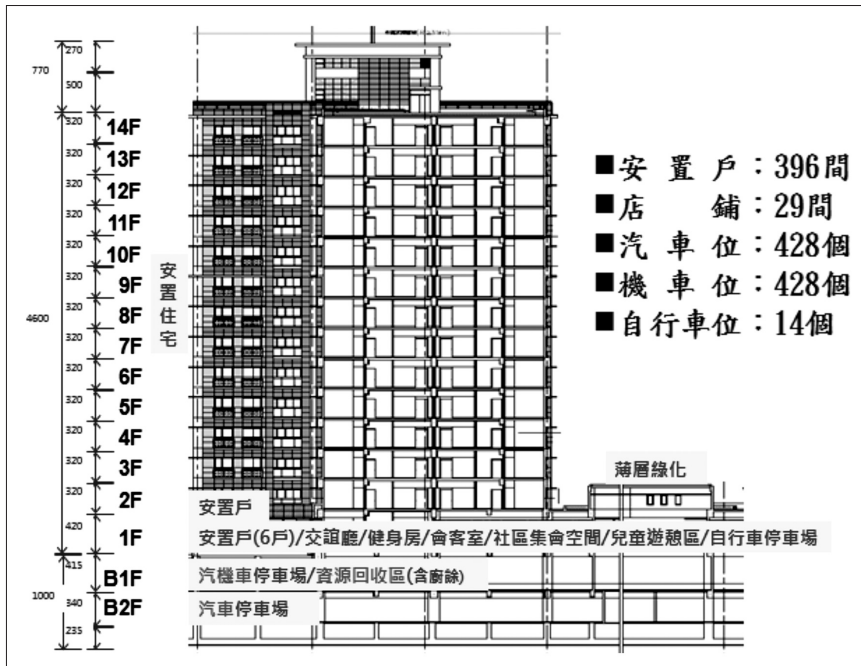 270
770
500
320
14F
320
13F
320
12F
320
11F
320
10F
320
9F
320
8F
320
7F
320
6F
320
5F
320
4F
320
3F
320
2F
420
1F
4600
415
B1F
340
B2F
235
1000
安置住宅
■安置戶：396間
■店鋪：29間
■汽車位：428個
■機車位：428個
■自行車位：14個
薄層綠化
安置戶
安置戶(6戶)/交誼廳/健身房/會客室/社區集會空間/兒童遊憩區/自行車停車場
汽機車停車場/資源回收區(含廚餘)
汽車停車場